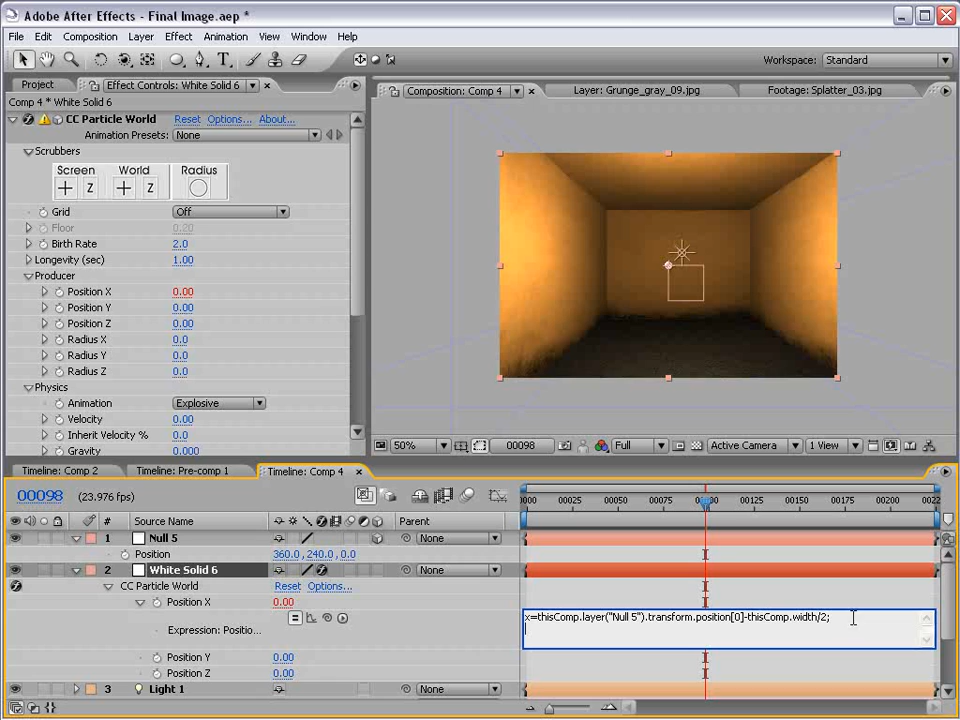 Adobe After Effects - Final Image.aep *
File Edit Composition Layer Effect Animation View Window Help
Workspace: Standard
Project Effect Controls: White Solid 6 ×
Composition: Comp 4 × Layer: Grunge_gray_09.jpg Footage: Splatter_03.jpg
Comp 4 * White Solid 6
CC Particle World Reset Options... About...
Animation Presets: None
Scrubbers
Screen World Radius
Z Z
Grid Off
Floor 0.20
Birth Rate 2.0
Longevity (sec) 1.00
Producer
Position X 0.00
Position Y 0.00
Position Z 0.00
Radius X 0.0
Radius Y 0.0
Radius Z 0.0
Physics
Animation Explosive
Velocity 0.00
Inherit Velocity % 0.0
Gravity 0.000
50% 00098 Full Active Camera 1 View
Timeline: Comp 2 Timeline: Pre-comp 1 Timeline: Comp 4 ×
00098 (23.976 fps)
0000 00025 00050 00075 00100 00125 00150 00175 00200 0022
# Source Name Parent
1 Null 5 None
Position 360.0, 240.0, 0.0
2 White Solid 6 None
CC Particle World Reset Options...
Position X 0.00
x=thisComp.layer("Null 5").transform.position[0]-thisComp.width/2;
Expression: Positio...
Position Y 0.00
Position Z 0.00
3 Light 1 None